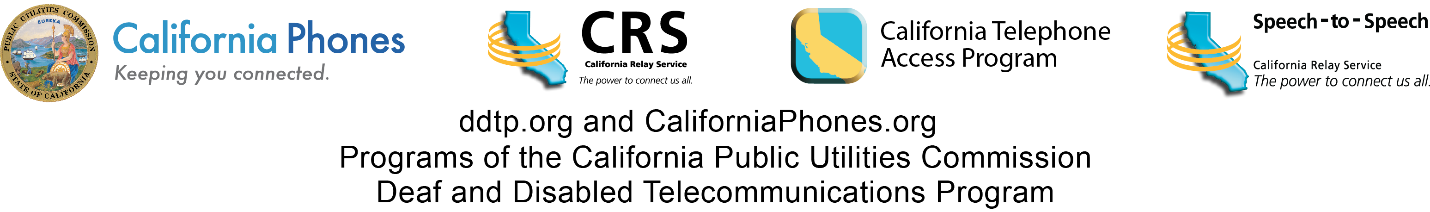 PUBLIC UTILITIES COMMISSION
STATE OF CALIFORNIA
EUREKA
California Phones
Keeping you connected.
CRS
California Relay Service
The power to connect us all.
California Telephone
Access Program
Speech-to-Speech
California Relay Service
The power to connect us all.
ddtp.org and CaliforniaPhones.org
Programs of the California Public Utilities Commission
Deaf and Disabled Telecommunications Program